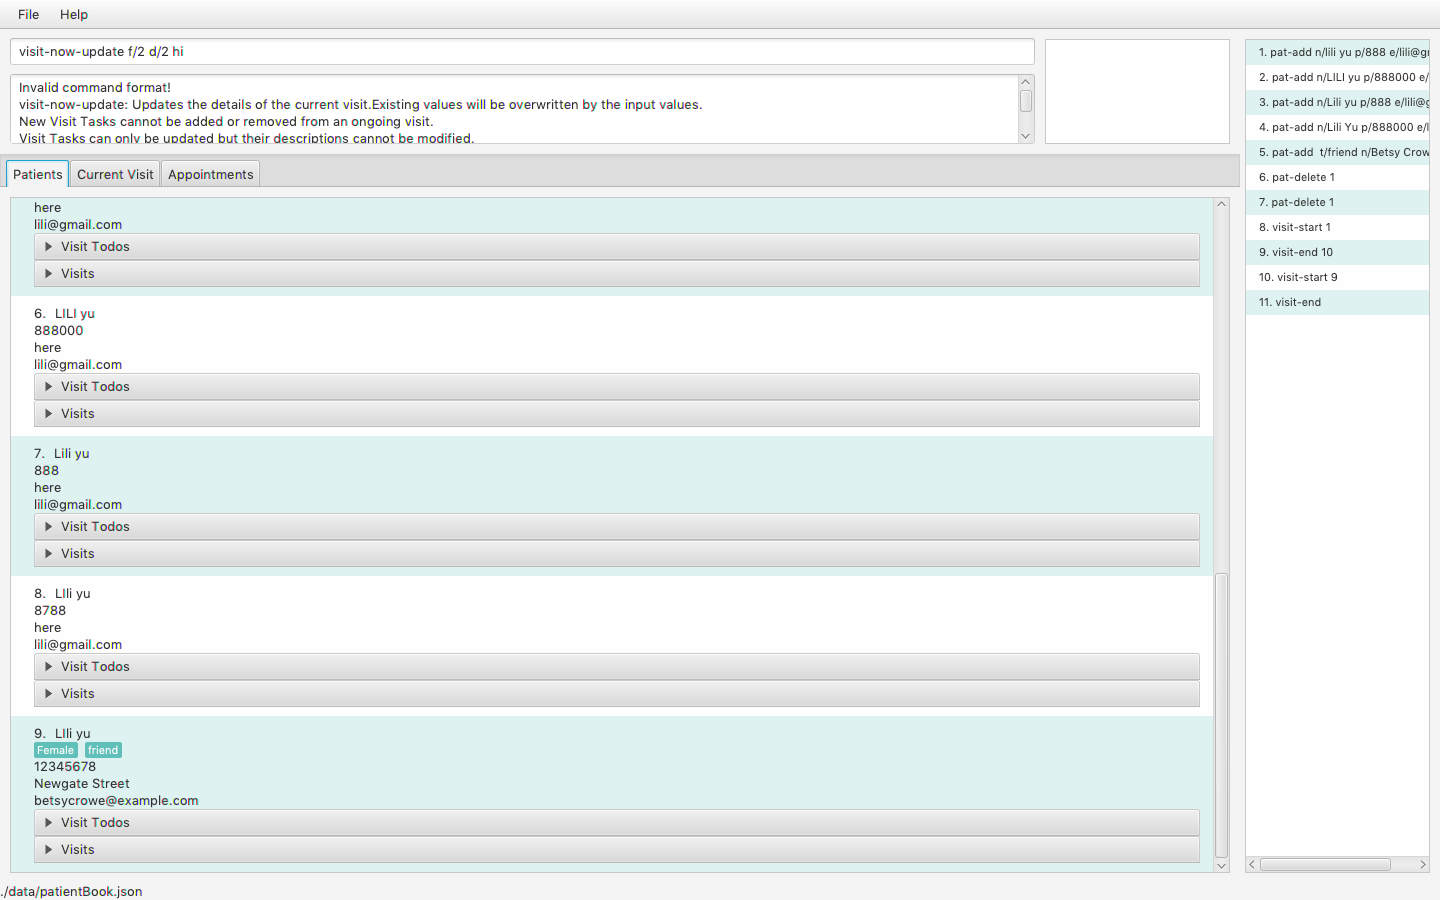 File Help
visit-now-update f/2 d/2 hi
Invalid command format!
visit-now-update: Updates the details of the current visit.Existing values will be overwritten by the input values.
New Visit Tasks cannot be added or removed from an ongoing visit.
Visit Tasks can only be updated but their descriptions cannot be modified.
Patients Current Visit Appointments
here
lili@gmail.com
Visit Todos
Visits
6. LILI yu
888000
here
lili@gmail.com
Visit Todos
Visits
7. Lili yu
888
here
lili@gmail.com
Visit Todos
Visits
8. LIli yu
8788
here
lili@gmail.com
Visit Todos
Visits
9. LIli yu
Female friend
12345678
Newgate Street
betsycrowe@example.com
Visit Todos
Visits
1. pat-add n/lili yu p/888 e/lili@g
2. pat-add n/LILI yu p/888000 e/
3. pat-add n/Lili yu p/888 e/lili@g
4. pat-add n/Lili Yu p/888000 e/l
5. pat-add t/friend n/Betsy Crow
6. pat-delete 1
7. pat-delete 1
8. visit-start 1
9. visit-end 10
10. visit-start 9
11. visit-end
./data/patientBook.json